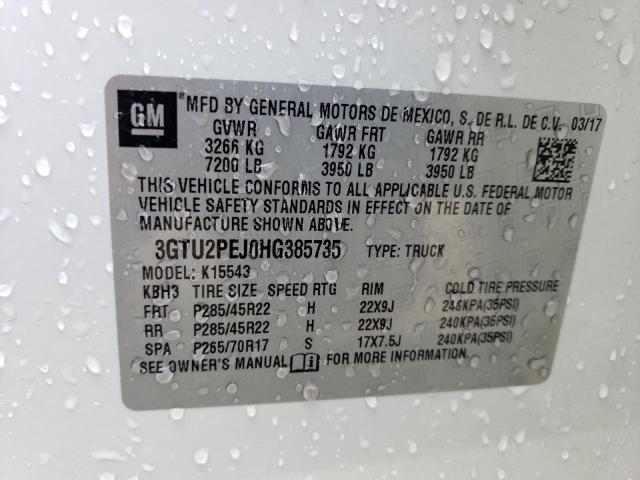 GM
MFD BY GENERAL MOTORS DE MEXICO, S. DE R.L. DE C.V. 03/17
GVWR GAWR FRT GAWR RR
3266 KG 1792 KG 1792 KG
7200 LB 3950 LB 3950 LB
THIS VEHICLE CONFORMS TO ALL APPLICABLE U.S. FEDERAL MOTOR
VEHICLE SAFETY STANDARDS IN EFFECT ON THE DATE OF
MANUFACTURE SHOWN ABOVE.
3GTU2PEJ0HG385735 TYPE: TRUCK
MODEL: K15543
KBH3 TIRE SIZE SPEED RTG RIM COLD TIRE PRESSURE
FRT P285/45R22 H 22X9J 240KPA(35PSI)
RR P285/45R22 H 22X9J 240KPA(35PSI)
SPA P265/70R17 S 17X7.5J 240KPA(35PSI)
SEE OWNER'S MANUAL FOR MORE INFORMATION.